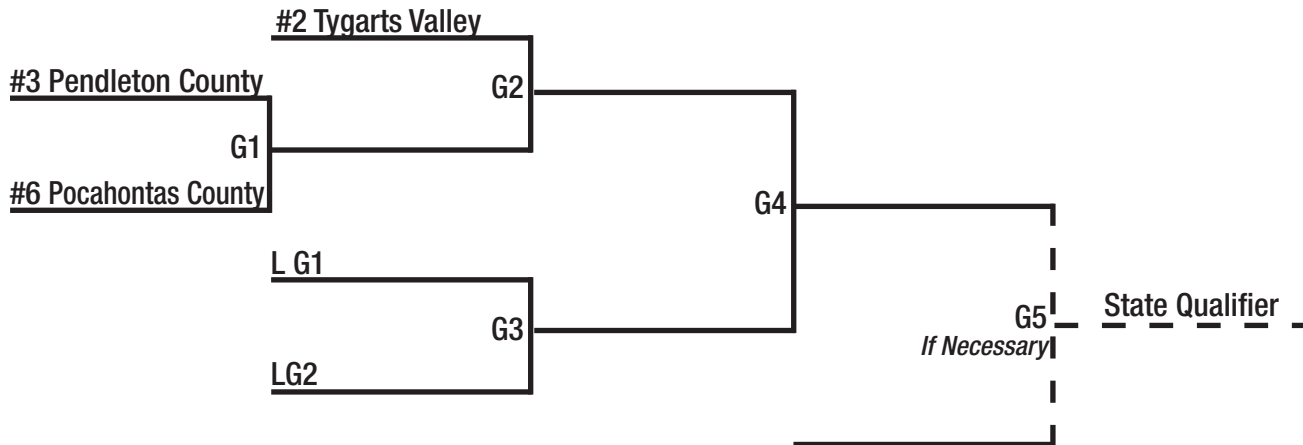 #2 Tygarts Valley
#3 Pendleton County
G2
G1
#6 Pocahontas County
G4
L G1
G3
G5
State Qualifier
If Necessary
LG2